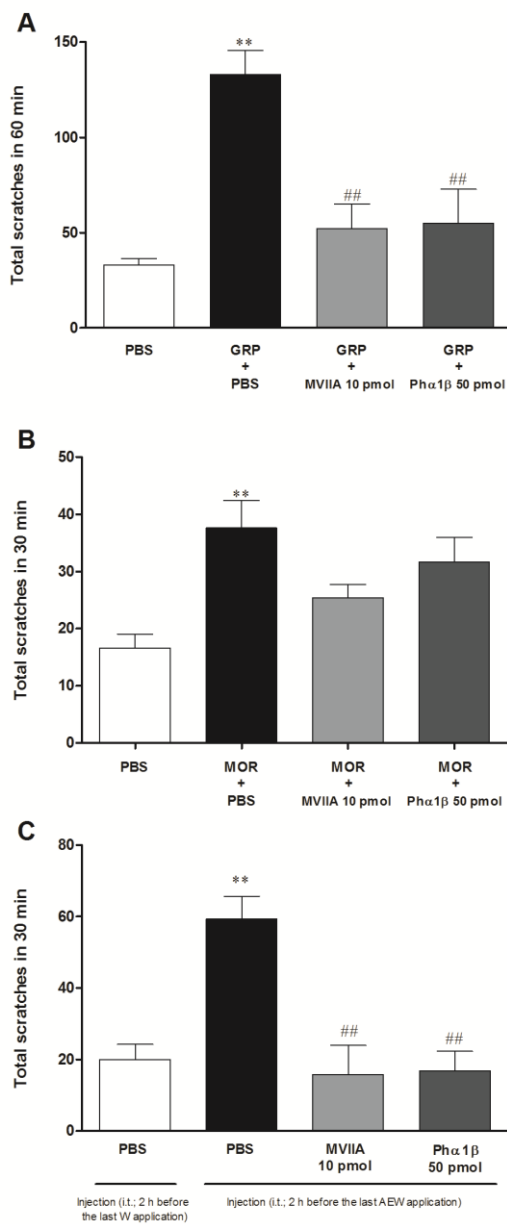 A
Total scratches in 60 min
150
100
50
0
**
##
##
PBS
GRP
+
PBS
GRP
+
MVIIA 10 pmol
GRP
+
Phα1β 50 pmol
B
Total scratches in 30 min
50
40
30
20
10
0
**
PBS
MOR
+
PBS
MOR
+
MVIIA 10 pmol
MOR
+
Phα1β 50 pmol
C
Total scratches in 30 min
80
60
40
20
0
**
##
##
PBS
PBS
MVIIA
10 pmol
Phα1β
50 pmol
Injection (i.t.; 2 h before
the last W application)
Injection (i.t.; 2 h before the last AEW application)